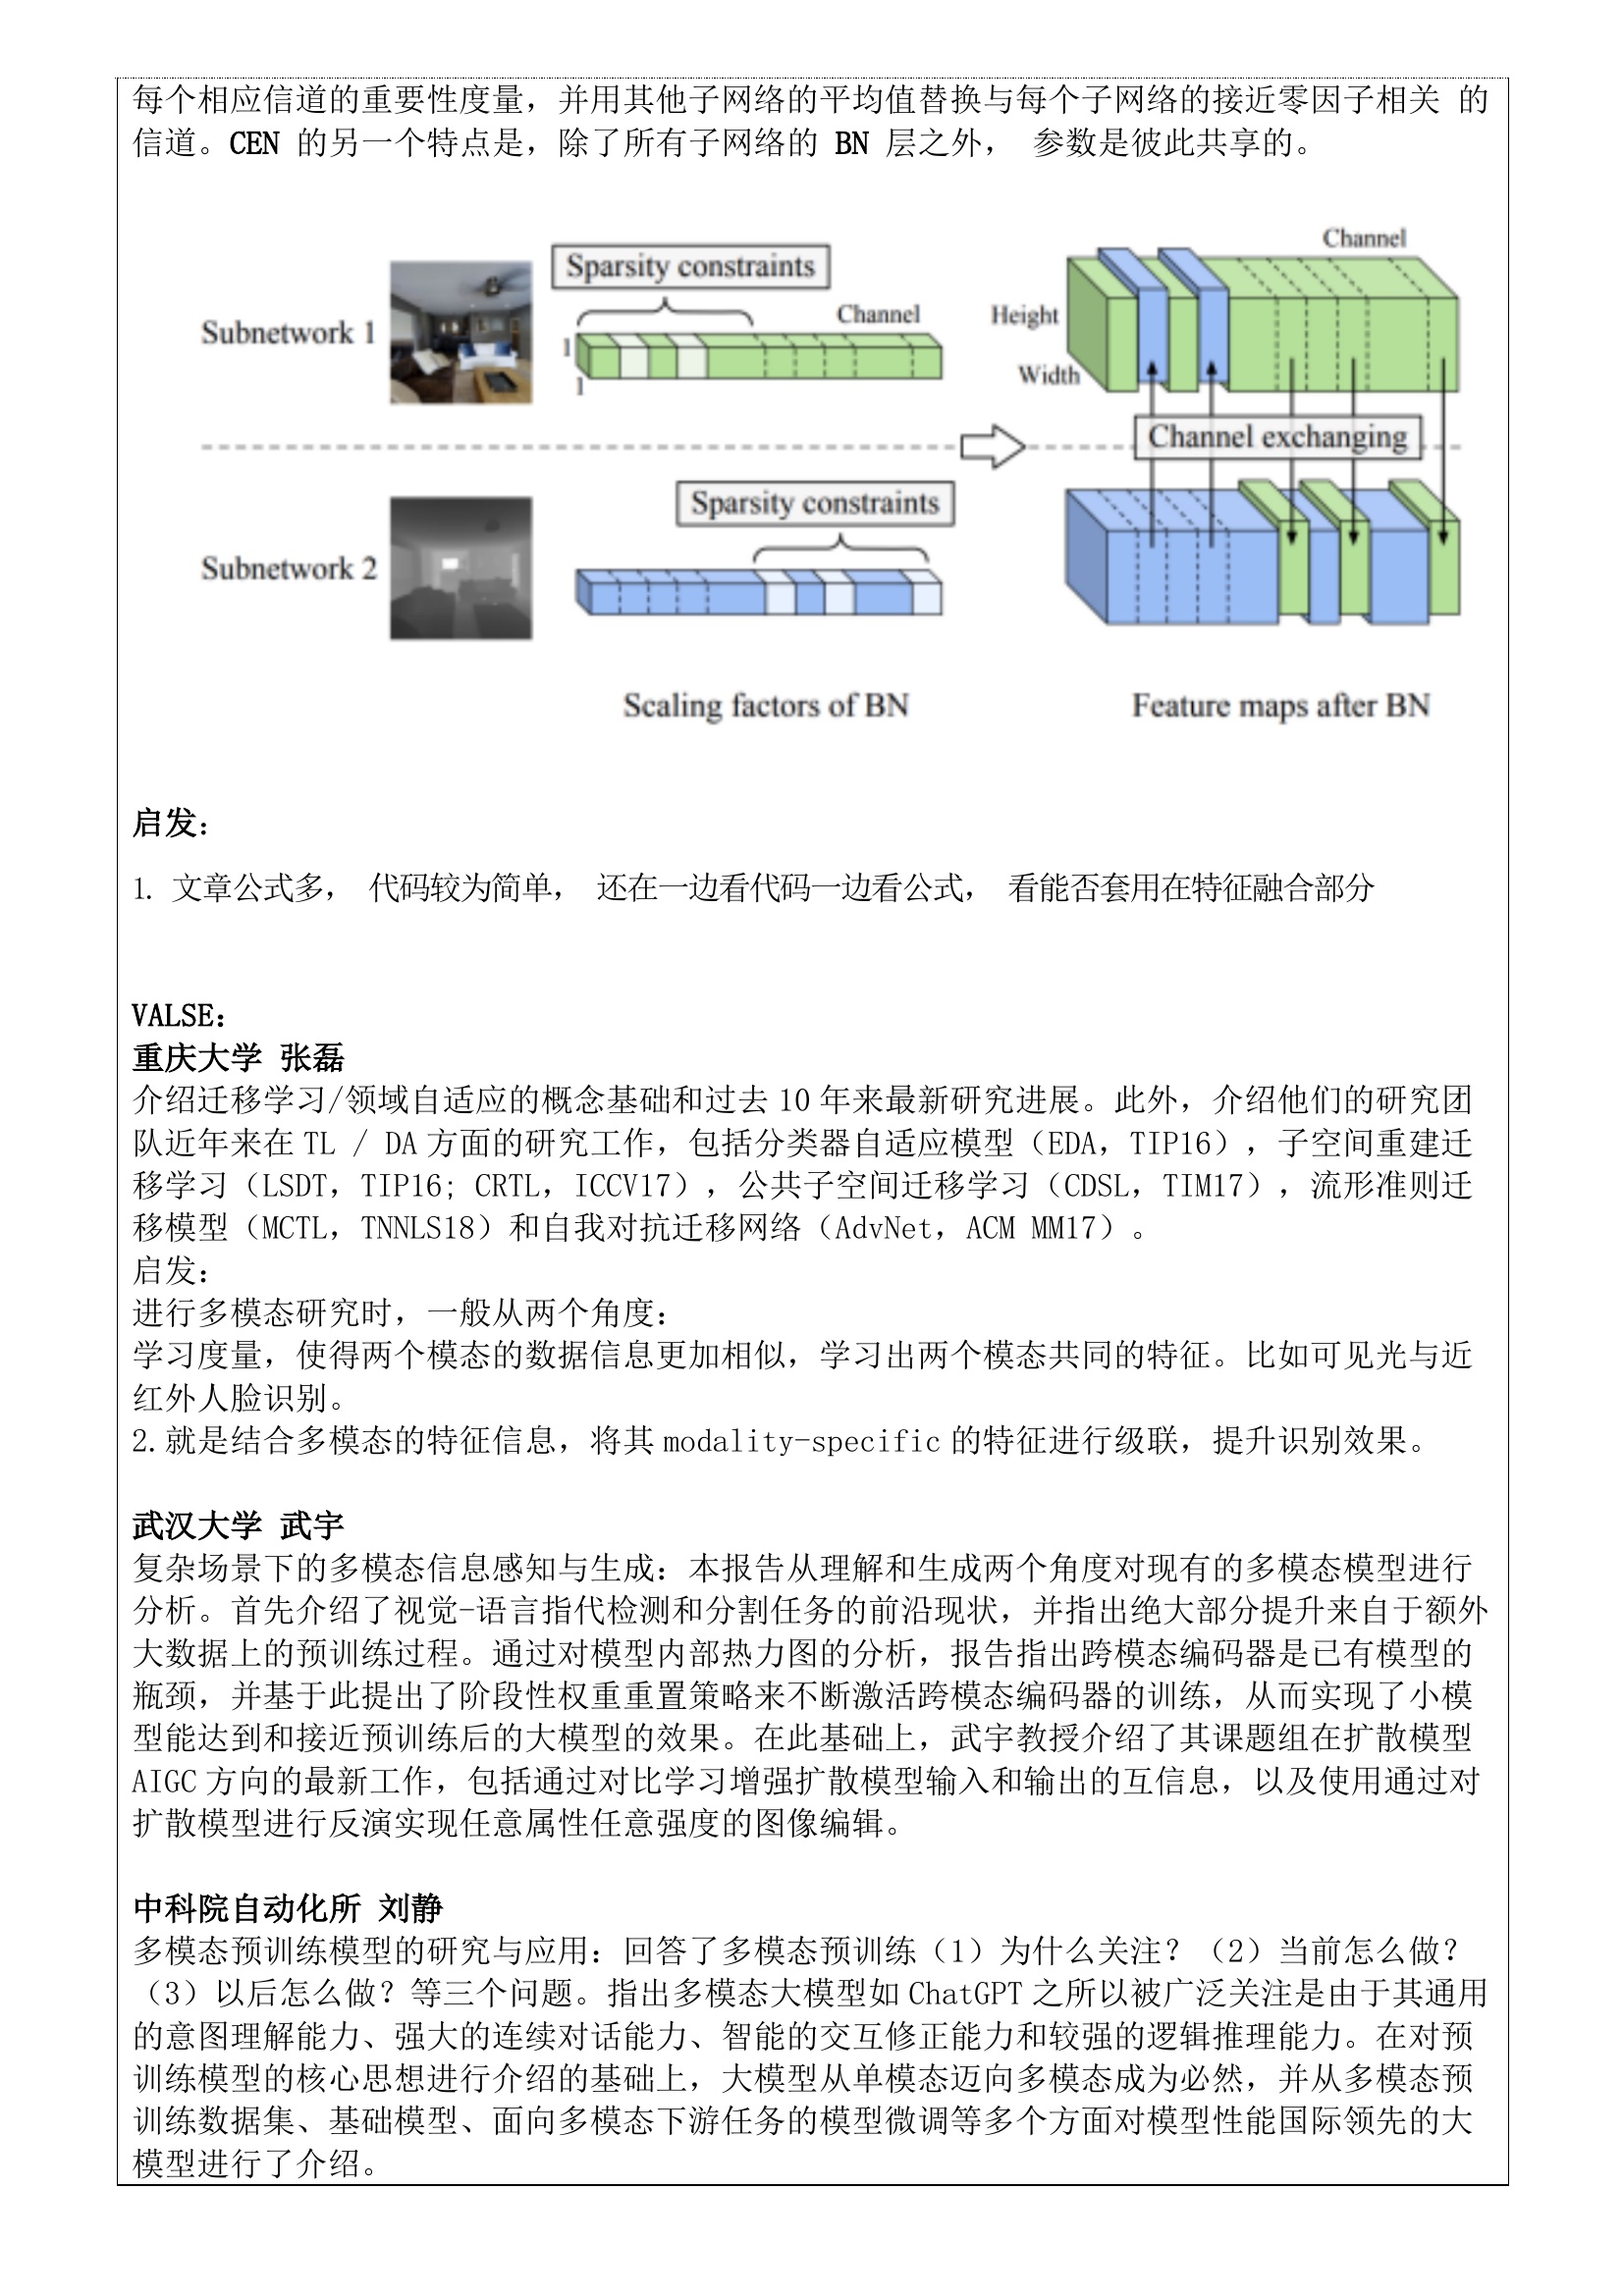 每个相应信道的重要性度量，并用其他子网络的平均值替换与每个子网络的接近零因子相关 的
信道。CEN 的另一个特点是，除了所有子网络的 BN 层之外， 参数是彼此共享的。
Channel
Sparsity constraints
Subnetwork 1
Channel
Height
1
Width
1
Channel exchanging
Sparsity constraints
Subnetwork 2
Scaling factors of BN
Feature maps after BN
启发：
1. 文章公式多， 代码较为简单， 还在一边看代码一边看公式， 看能否套用在特征融合部分
VALSE：
重庆大学 张磊
介绍迁移学习/领域自适应的概念基础和过去 10 年来最新研究进展。此外，介绍他们的研究团
队近年来在 TL / DA 方面的研究工作，包括分类器自适应模型（EDA，TIP16），子空间重建迁
移学习（LSDT，TIP16; CRTL，ICCV17），公共子空间迁移学习（CDSL，TIM17），流形准则迁
移模型（MCTL，TNNLS18）和自我对抗迁移网络（AdvNet，ACM MM17）。
启发：
进行多模态研究时，一般从两个角度：
学习度量，使得两个模态的数据信息更加相似，学习出两个模态共同的特征。比如可见光与近
红外人脸识别。
2.就是结合多模态的特征信息，将其 modality-specific 的特征进行级联，提升识别效果。
武汉大学 武宇
复杂场景下的多模态信息感知与生成：本报告从理解和生成两个角度对现有的多模态模型进行
分析。首先介绍了视觉-语言指代检测和分割任务的前沿现状，并指出绝大部分提升来自于额外
大数据上的预训练过程。通过对模型内部热力图的分析，报告指出跨模态编码器是已有模型的
瓶颈，并基于此提出了阶段性权重重置策略来不断激活跨模态编码器的训练，从而实现了小模
型能达到和接近预训练后的大模型的效果。在此基础上，武宇教授介绍了其课题组在扩散模型
AIGC 方向的最新工作，包括通过对比学习增强扩散模型输入和输出的互信息，以及使用通过对
扩散模型进行反演实现任意属性任意强度的图像编辑。
中科院自动化所 刘静
多模态预训练模型的研究与应用：回答了多模态预训练（1）为什么关注？（2）当前怎么做？
（3）以后怎么做？等三个问题。指出多模态大模型如 ChatGPT 之所以被广泛关注是由于其通用
的意图理解能力、强大的连续对话能力、智能的交互修正能力和较强的逻辑推理能力。在对预
训练模型的核心思想进行介绍的基础上，大模型从单模态迈向多模态成为必然，并从多模态预
训练数据集、基础模型、面向多模态下游任务的模型微调等多个方面对模型性能国际领先的大
模型进行了介绍。